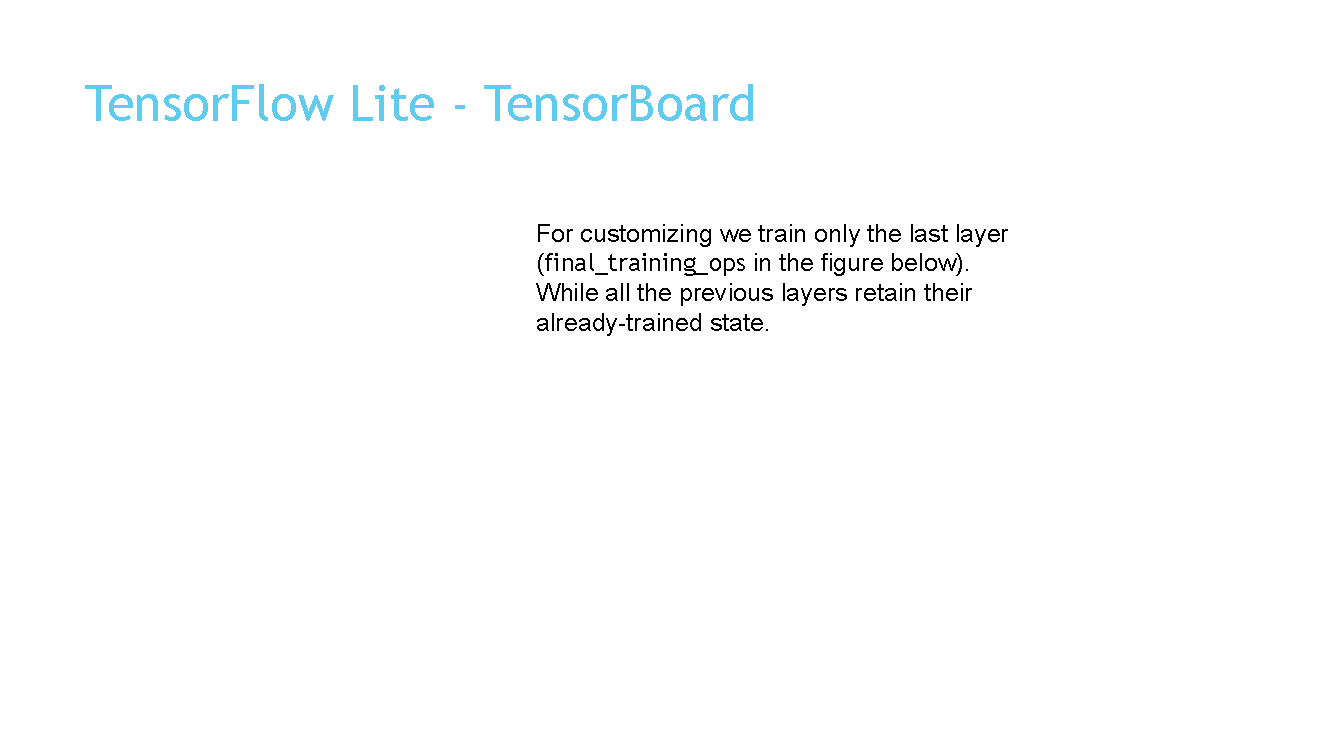 TensorFlow Lite - TensorBoard
For customizing we train only the last layer
(final_training_ops in the figure below).
While all the previous layers retain their
already-trained state.